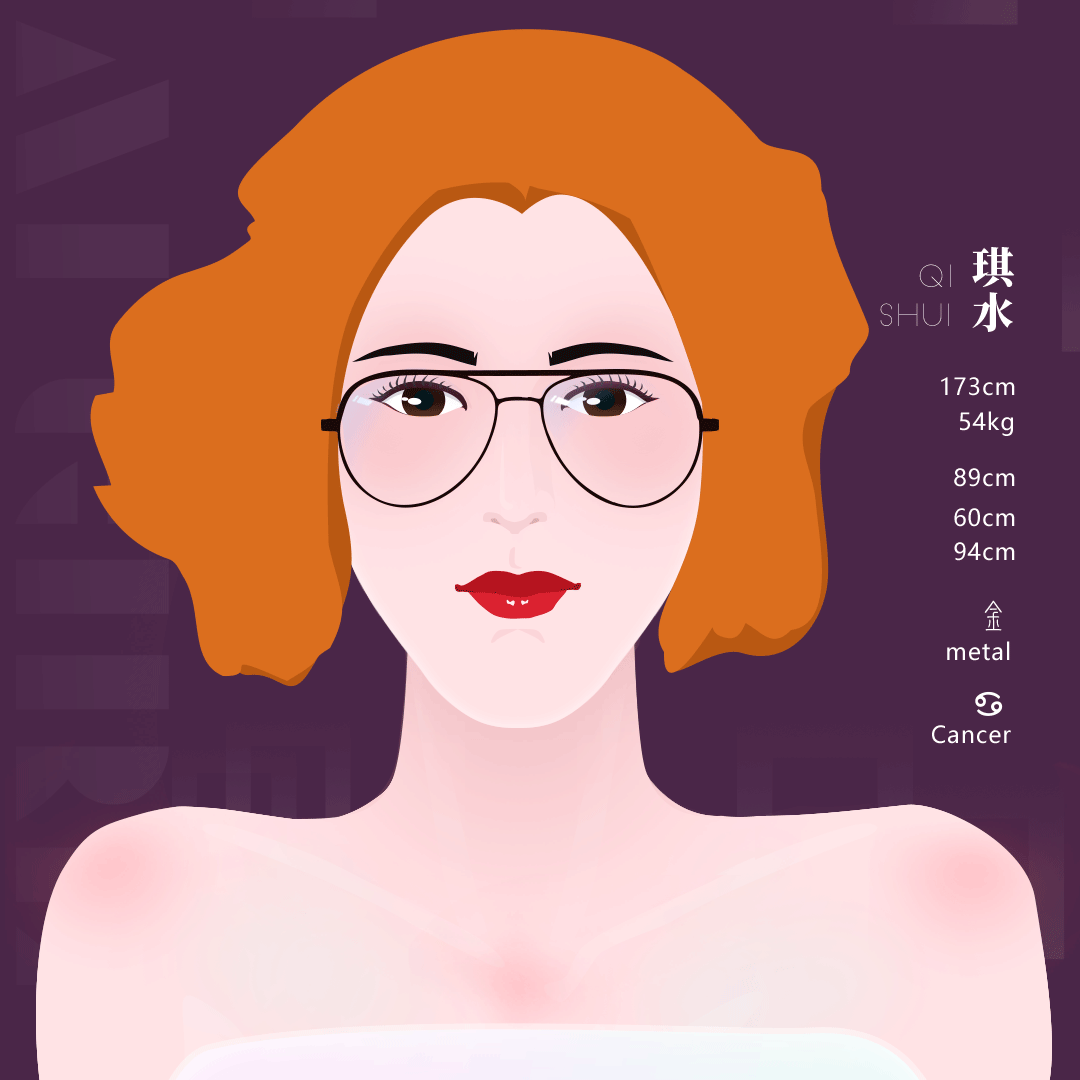 琪水
QI
SHUI
173cm
54kg
89cm
60cm
94cm
金
metal
♋
Cancer